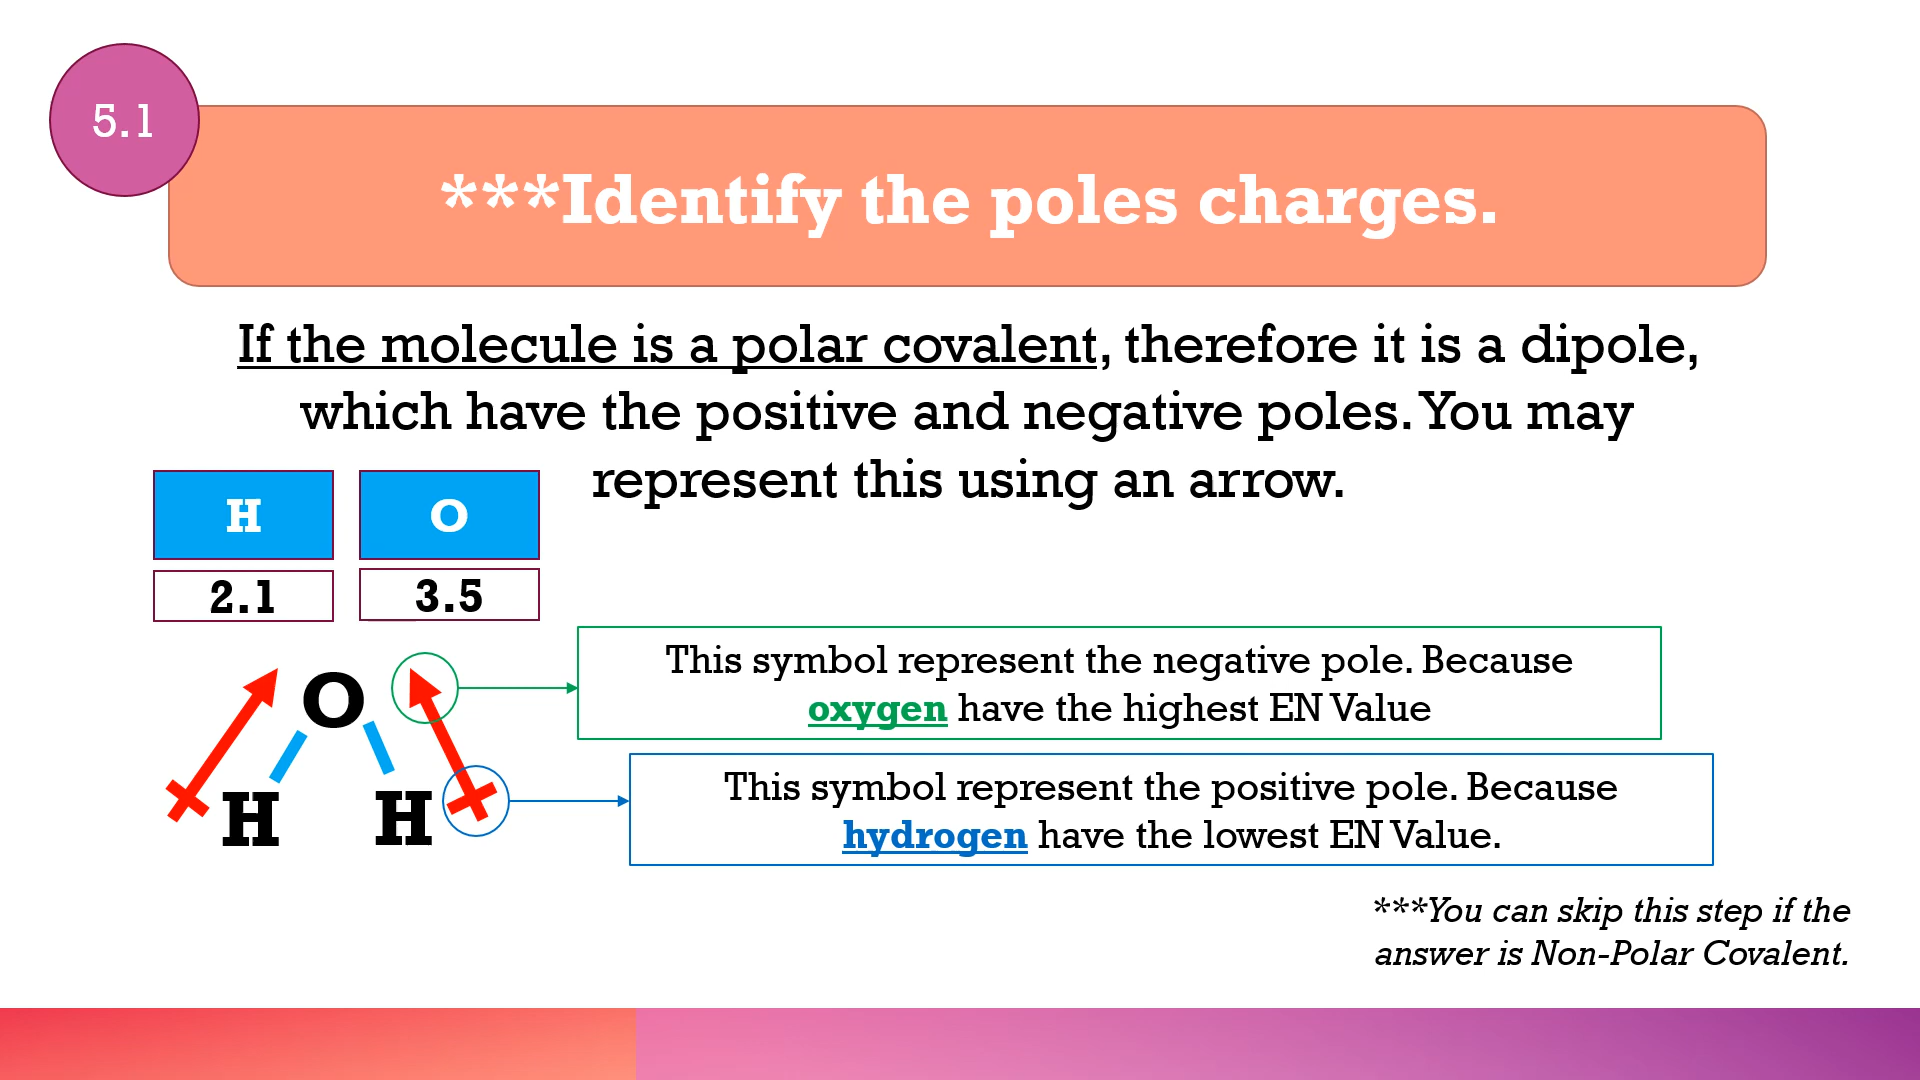 5.1
***Identify the poles charges.
If the molecule is a polar covalent, therefore it is a dipole,
which have the positive and negative poles. You may
represent this using an arrow.
H O
2.1 3.5
This symbol represent the negative pole. Because
oxygen have the highest EN Value
O
H H
This symbol represent the positive pole. Because
hydrogen have the lowest EN Value.
***You can skip this step if the
answer is Non-Polar Covalent.